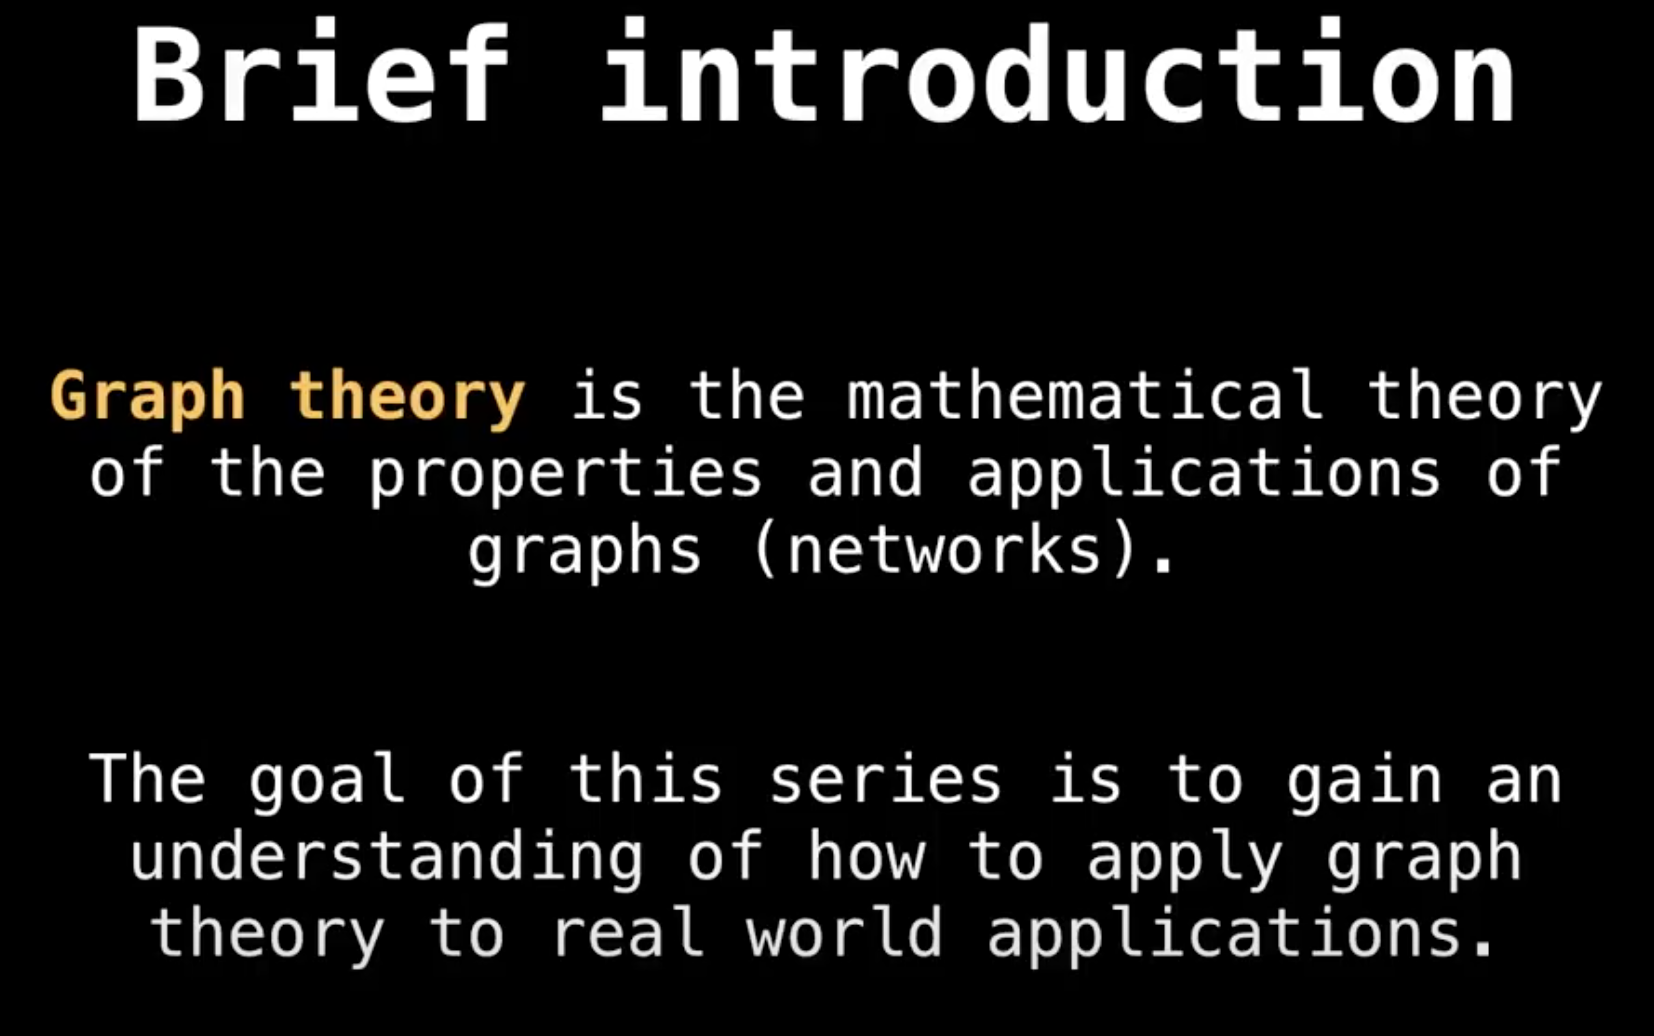 Brief introduction
Graph theory is the mathematical theory
of the properties and applications of
graphs (networks).
The goal of this series is to gain an
understanding of how to apply graph
theory to real world applications.